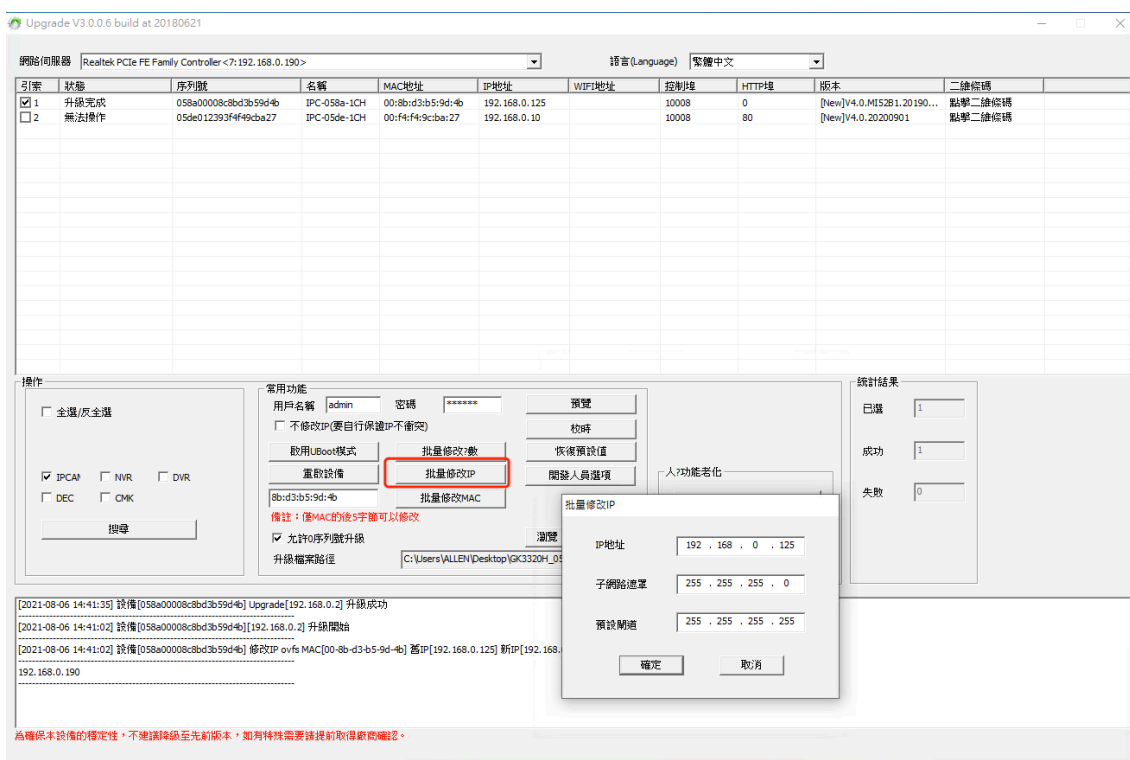 Upgrade V3.0.0.6 build at 20180621
網路伺服器 Realtek PCIe FE Family Controller<7:192.168.0.190> 語言(Language) 繁體中文
引索 狀態 序列號 名稱 MAC地址 IP地址 WIFI地址 控制埠 HTTP埠 版本 二維條碼
1 升級完成 058a00008c8bd3b59d4b IPC-058a-1CH 00:8b:d3:b5:9d:4b 192.168.0.125 10008 0 [New]V4.0.MI52B1.20190... 點擊二維條碼
2 無法操作 05de012393f4f49cba27 IPC-05de-1CH 00:f4:f4:9c:ba:27 192.168.0.10 10008 80 [New]V4.0.20200901 點擊二維條碼
操作
全選/反全選
IPCAM NVR DVR
DEC CMK
搜尋
常用功能
用戶名稱 admin 密碼 ****** 預覽
不修改IP(要自行保證IP不衝突) 校時
啟用UBoot模式 批量修改?數 恢復預設值
重啟設備 批量修改IP 開發人員選項
8b:d3:b5:9d:4b 批量修改MAC
備註：僅MAC的後5字節可以修改
允許0序列號升級 瀏覽
升級檔案路徑 C:\Users\ALLEN\Desktop\GK3320H_05
人?功能老化
統計結果
已選 1
成功 1
失敗 0
批量修改IP
IP地址 192 . 168 . 0 . 125
子網路遮罩 255 . 255 . 255 . 0
預設閘道 255 . 255 . 255 . 255
確定 取消
[2021-08-06 14:41:35] 設備[058a00008c8bd3b59d4b] Upgrade[192.168.0.2] 升級成功
[2021-08-06 14:41:02] 設備[058a00008c8bd3b59d4b][192.168.0.2] 升級開始
[2021-08-06 14:41:02] 設備[058a00008c8bd3b59d4b] 修改IP ovfs MAC[00-8b-d3-b5-9d-4b] 舊IP[192.168.0.125] 新IP[192.168.
192.168.0.190
為確保本設備的穩定性，不建議降級至先前版本，如有特殊需要請提前取得廠商確認。